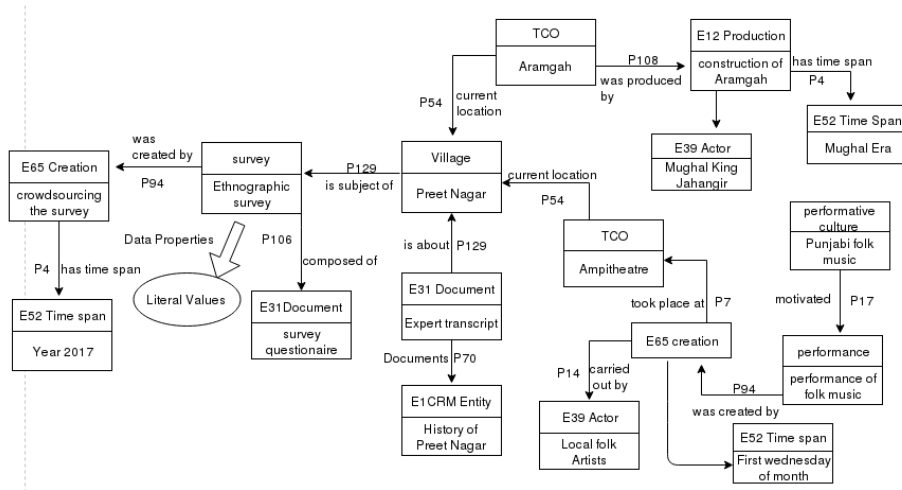 TCO
Aramgah
P108
was produced
by
E12 Production
construction of
Aramgah
has time span
P4
E52 Time Span
Mughal Era
E39 Actor
Mughal King
Jahangir
P54
current
location
was
created by
P94
E65 Creation
crowdsourcing
the survey
survey
Ethnographic
survey
P129
is subject of
Village
Preet Nagar
current location
P54
P4
has time span
E52 Time span
Year 2017
Data Properties
Literal Values
P106
composed of
E31Document
survey
questionaire
is about
P129
E31 Document
Expert transcript
Documents
P70
E1CRM Entity
History of
Preet Nagar
TCO
Ampitheatre
took place at
P7
E65 creation
P14
carried
out by
E39 Actor
Local folk
Artists
performative
culture
Punjabi folk
music
motivated
P17
performance
performance of
folk music
P94
was created by
E52 Time span
First wednesday
of month